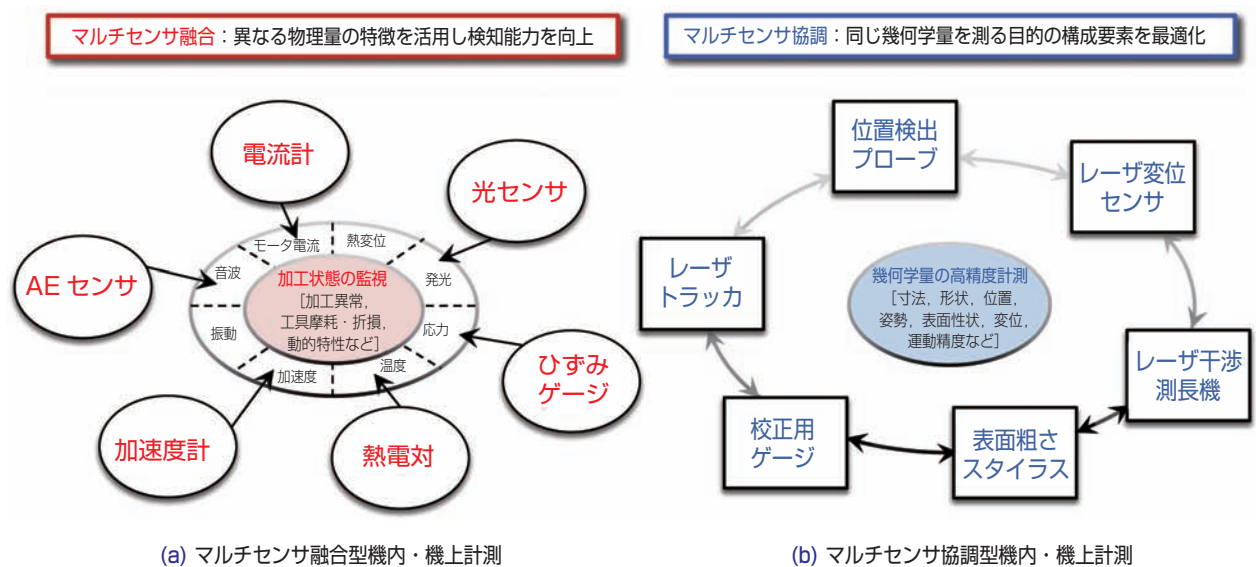 マルチセンサ融合：異なる物理量の特徴を活用し検知能力を向上
電流計
光センサ
AE センサ
モータ電流
熱変位
音波
発光
加工状態の監視
[加工異常,
工具摩耗・折損,
動的特性など]
振動
応力
加速度
温度
ひずみ
ゲージ
加速度計
熱電対
(a) マルチセンサ融合型機内・機上計測
マルチセンサ協調：同じ幾何学量を測る目的の構成要素を最適化
位置検出
プローブ
レーザ変位
センサ
レーザ
トラッカ
幾何学量の高精度計測
[寸法, 形状, 位置,
姿勢, 表面性状, 変位,
運動精度など]
レーザ干渉
測長機
校正用
ゲージ
表面粗さ
スタイラス
(b) マルチセンサ協調型機内・機上計測